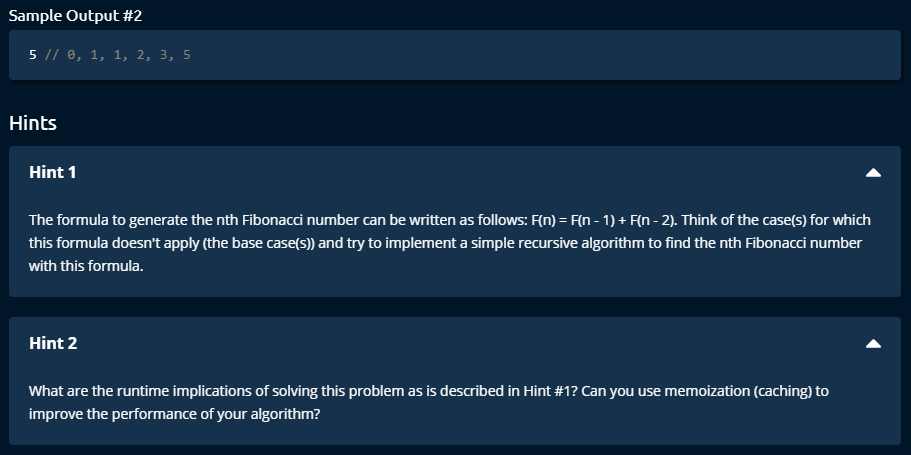 Sample Output #2
5 // 0, 1, 1, 2, 3, 5
Hints
Hint 1
The formula to generate the nth Fibonacci number can be written as follows: F(n) = F(n - 1) + F(n - 2). Think of the case(s) for which
this formula doesn't apply (the base case(s)) and try to implement a simple recursive algorithm to find the nth Fibonacci number
with this formula.
Hint 2
What are the runtime implications of solving this problem as is described in Hint #1? Can you use memoization (caching) to
improve the performance of your algorithm?